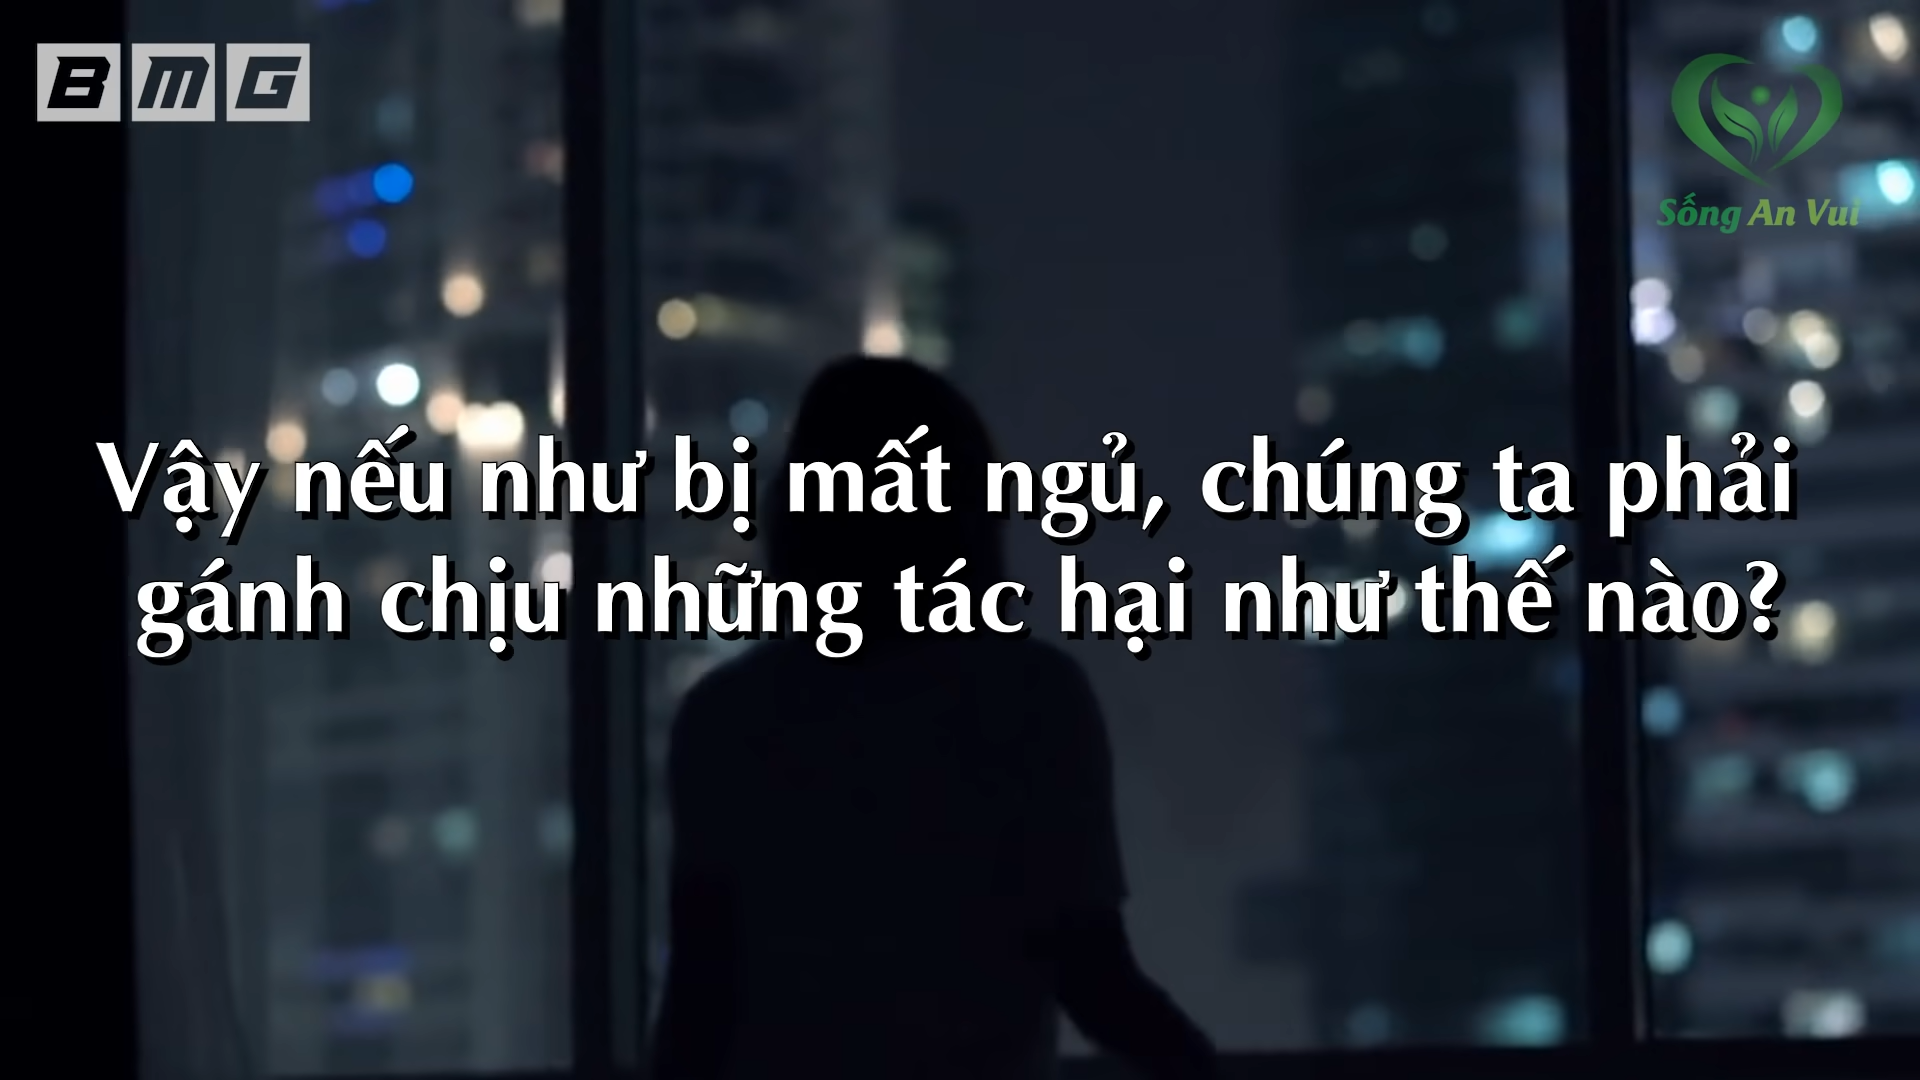 BMG
Sống An Vui
Vậy nếu như bị mất ngủ, chúng ta phải
gánh chịu những tác hại như thế nào?